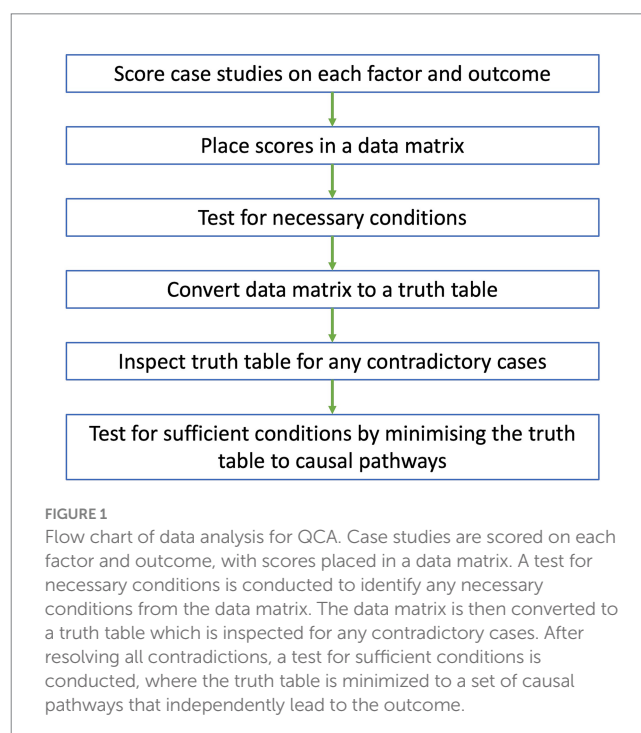 Score case studies on each factor and outcome
Place scores in a data matrix
Test for necessary conditions
Convert data matrix to a truth table
Inspect truth table for any contradictory cases
Test for sufficient conditions by minimising the truth
table to causal pathways
FIGURE 1
Flow chart of data analysis for QCA. Case studies are scored on each
factor and outcome, with scores placed in a data matrix. A test for
necessary conditions is conducted to identify any necessary
conditions from the data matrix. The data matrix is then converted to
a truth table which is inspected for any contradictory cases. After
resolving all contradictions, a test for sufficient conditions is
conducted, where the truth table is minimized to a set of causal
pathways that independently lead to the outcome.